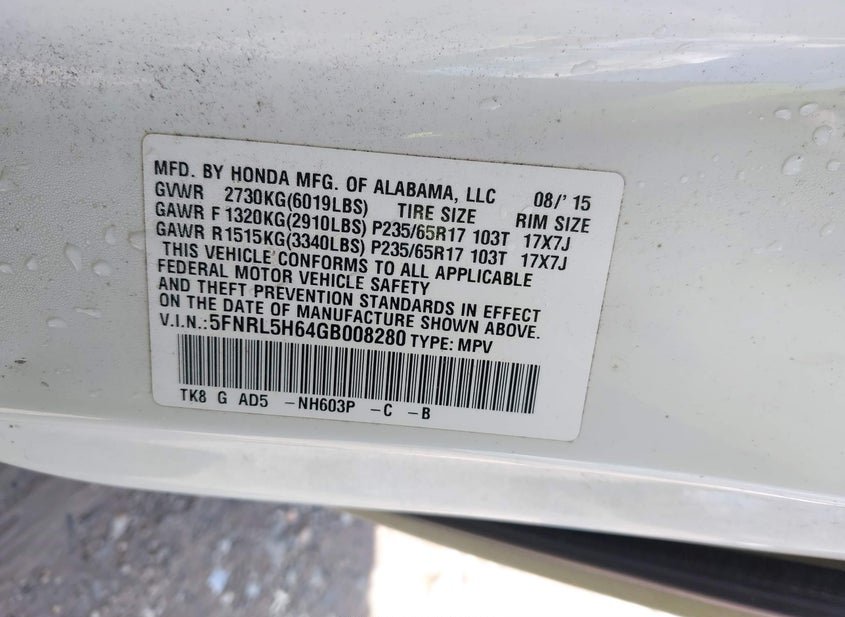 MFD. BY HONDA MFG. OF ALABAMA, LLC 08/'15
GVWR 2730KG(6019LBS) TIRE SIZE RIM SIZE
GAWR F 1320KG(2910LBS) P235/65R17 103T 17X7J
GAWR R 1515KG(3340LBS) P235/65R17 103T 17X7J
THIS VEHICLE CONFORMS TO ALL APPLICABLE
FEDERAL MOTOR VEHICLE SAFETY
AND THEFT PREVENTION STANDARDS IN EFFECT
ON THE DATE OF MANUFACTURE SHOWN ABOVE.
V.I.N.:5FNRL5H64GB008280 TYPE: MPV
TK8 G AD5 -NH603P -C -B